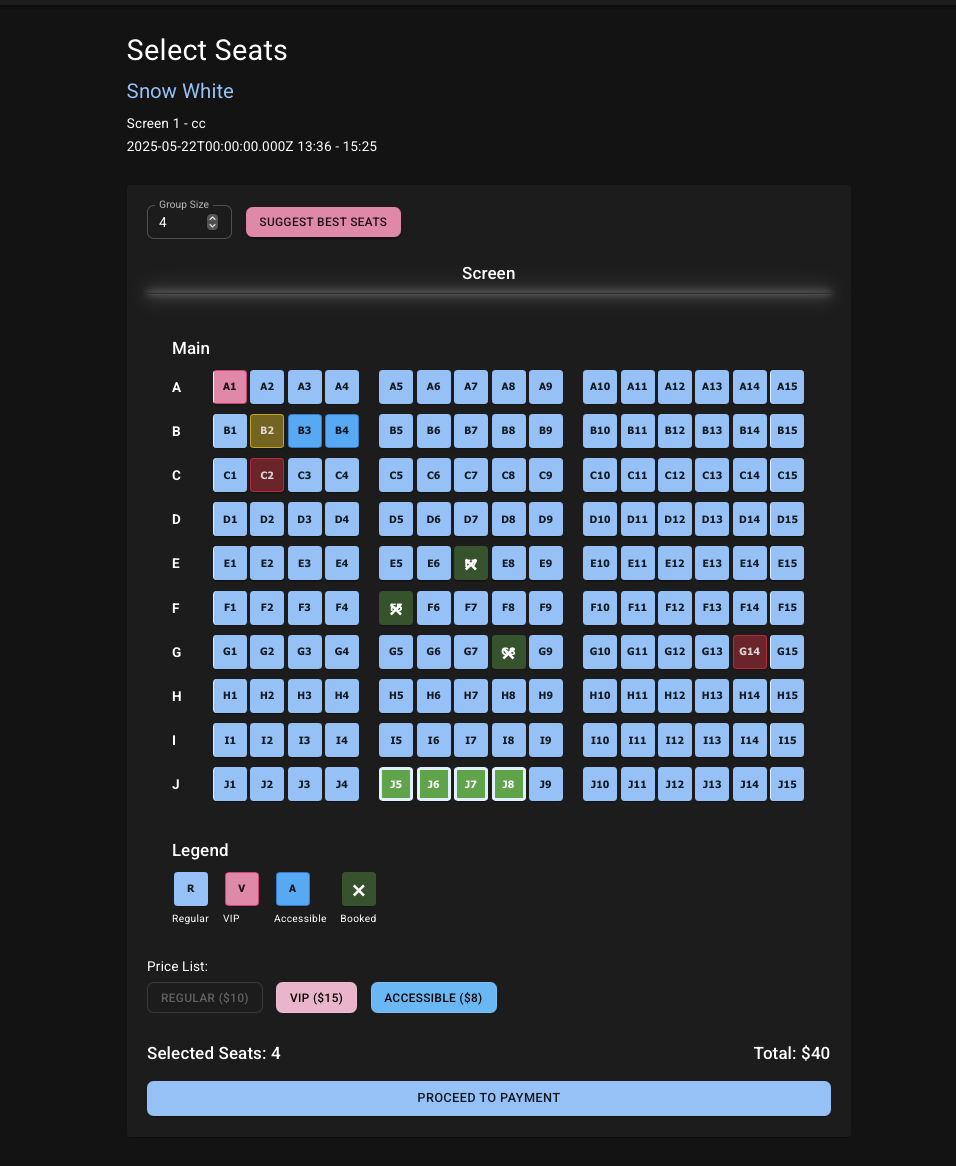 Select Seats
Snow White
Screen 1 - cc
2025-05-22T00:00:00.000Z 13:36 - 15:25
Group Size
4 SUGGEST BEST SEATS
Screen
Main
A A1 A2 A3 A4 A5 A6 A7 A8 A9 A10 A11 A12 A13 A14 A15
B B1 B2 B3 B4 B5 B6 B7 B8 B9 B10 B11 B12 B13 B14 B15
C C1 C2 C3 C4 C5 C6 C7 C8 C9 C10 C11 C12 C13 C14 C15
D D1 D2 D3 D4 D5 D6 D7 D8 D9 D10 D11 D12 D13 D14 D15
E E1 E2 E3 E4 E5 E6 E8 E9 E10 E11 E12 E13 E14 E15
F F1 F2 F3 F4 F6 F7 F8 F9 F10 F11 F12 F13 F14 F15
G G1 G2 G3 G4 G5 G6 G7 G9 G10 G11 G12 G13 G14 G15
H H1 H2 H3 H4 H5 H6 H7 H8 H9 H10 H11 H12 H13 H14 H15
I I1 I2 I3 I4 I5 I6 I7 I8 I9 I10 I11 I12 I13 I14 I15
J J1 J2 J3 J4 J5 J6 J7 J8 J9 J10 J11 J12 J13 J14 J15
Legend
R V A
Regular VIP Accessible Booked
Price List:
REGULAR ($10) VIP ($15) ACCESSIBLE ($8)
Selected Seats: 4 Total: $40
PROCEED TO PAYMENT